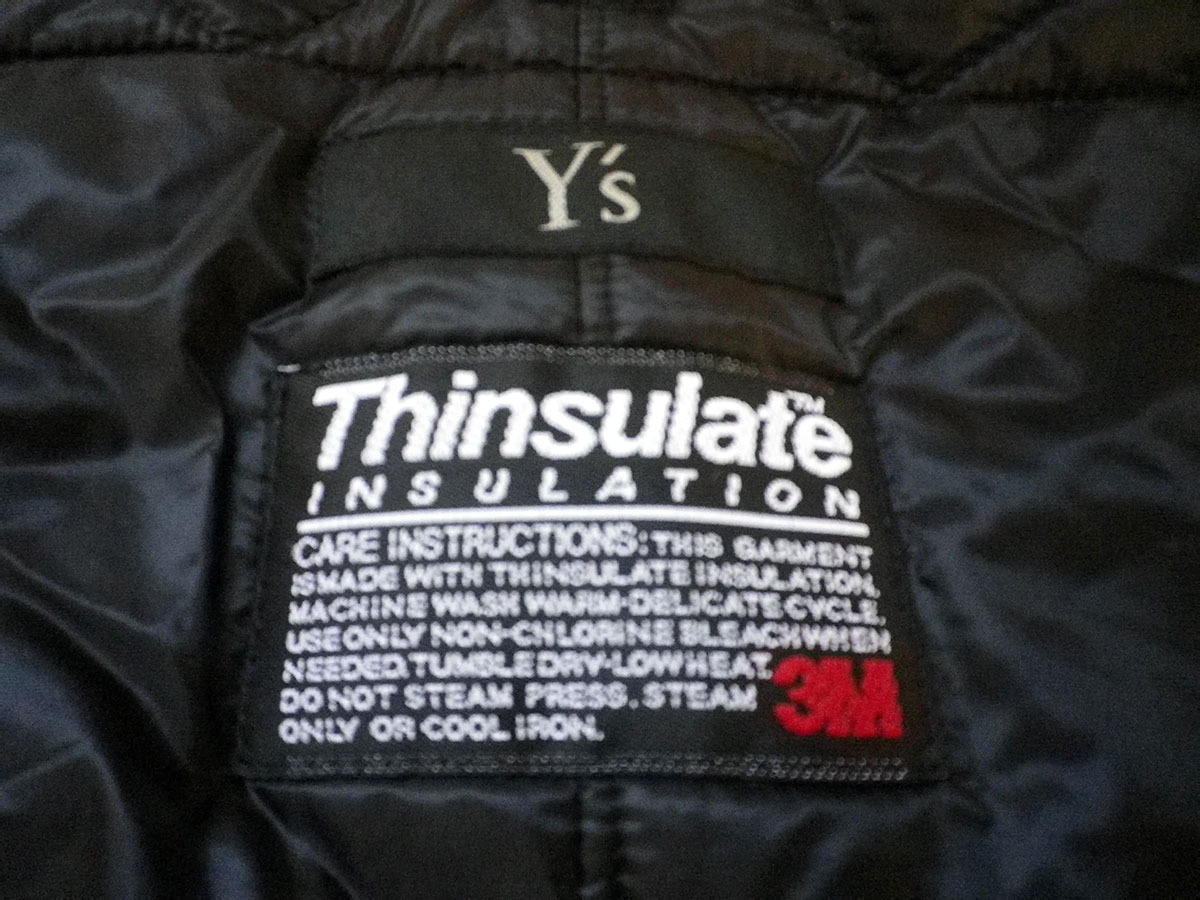 Y's
Thinsulate™
INSULATION
CARE INSTRUCTIONS: THIS GARMENT
IS MADE WITH THINSULATE INSULATION.
MACHINE WASH WARM-DELICATE CYCLE.
USE ONLY NON-CHLORINE BLEACH WHEN
NEEDED. TUMBLE DRY-LOW HEAT.
DO NOT STEAM PRESS. STEAM
ONLY OR COOL IRON.
3M